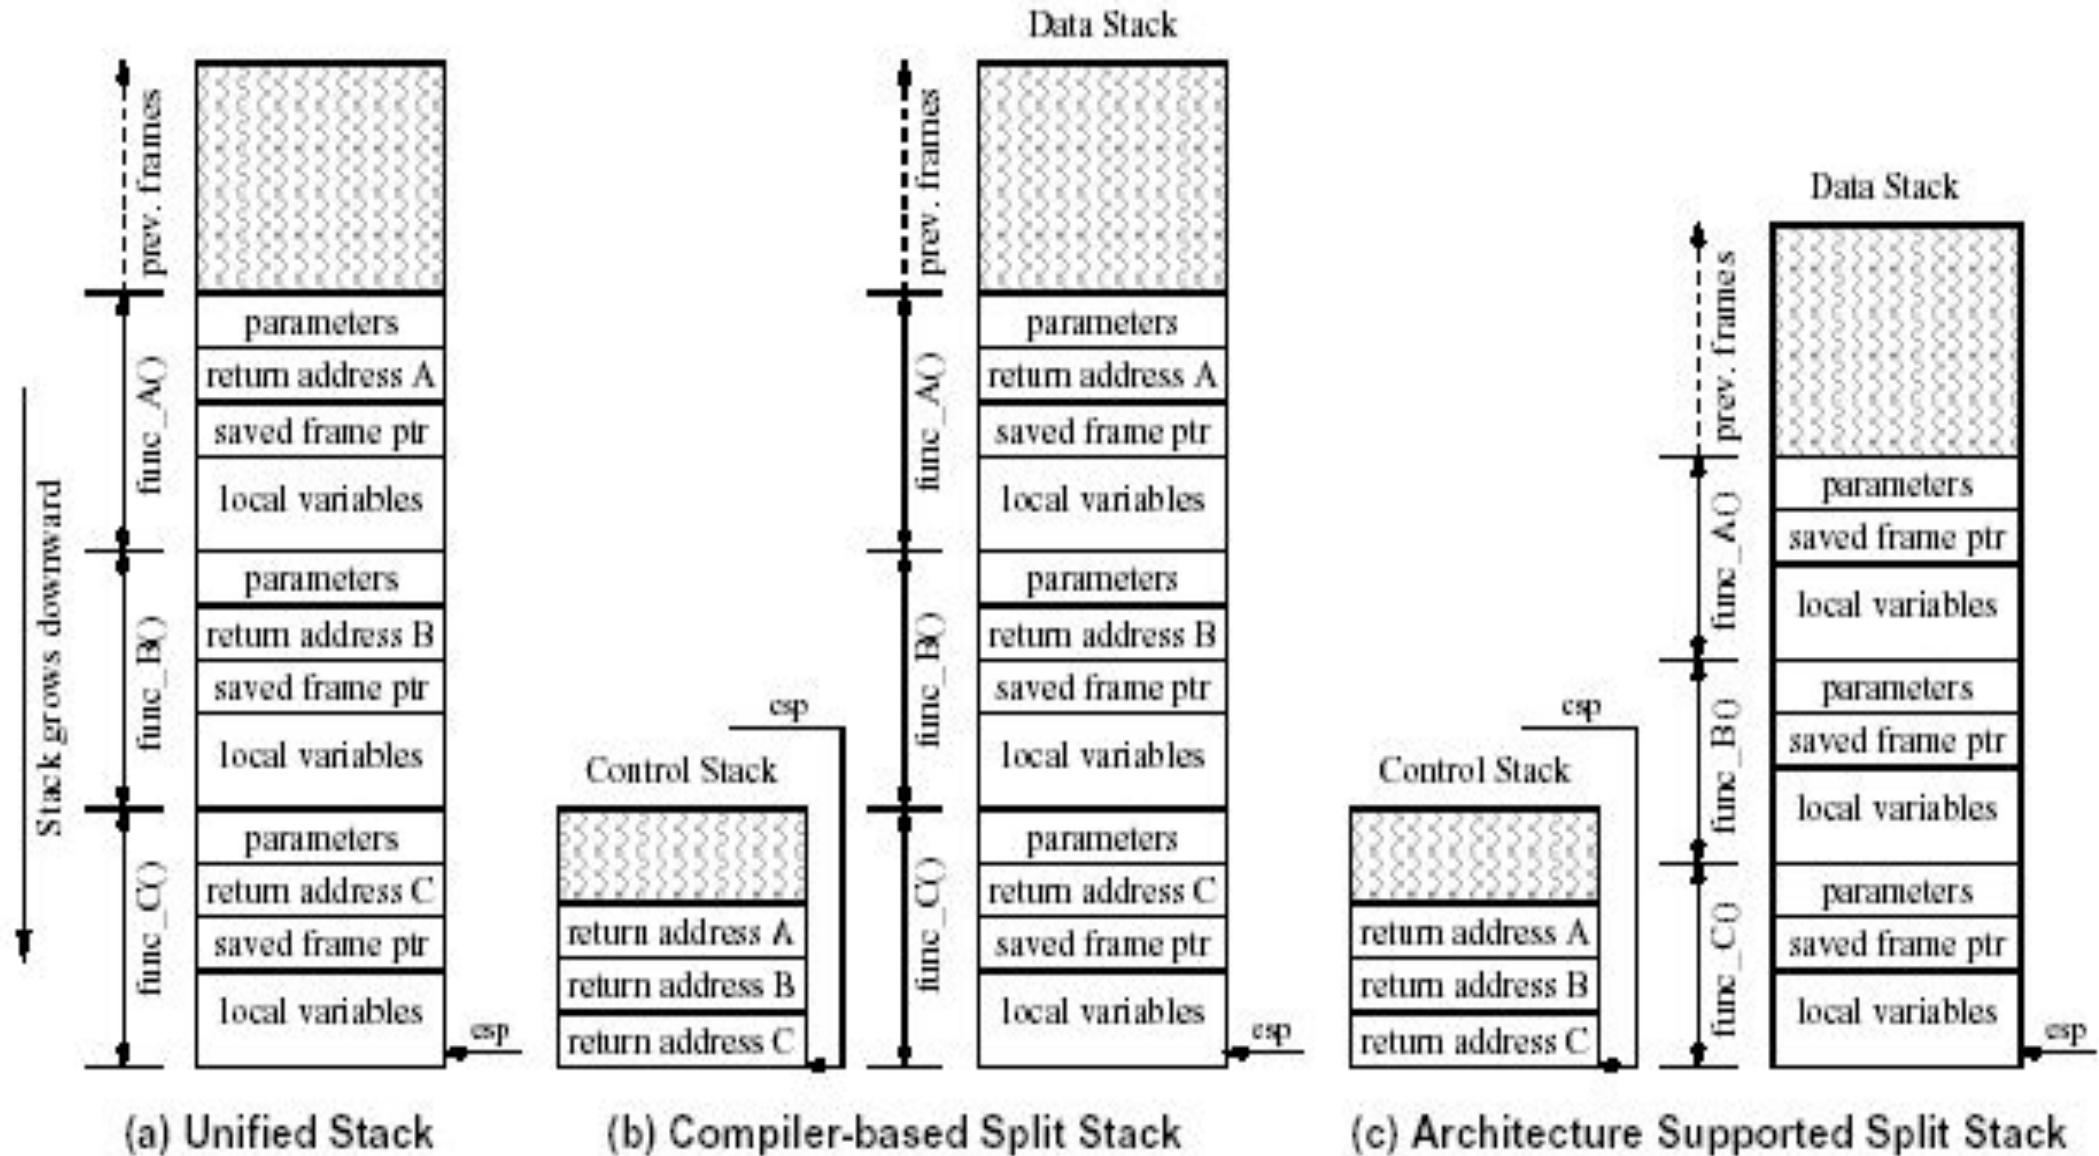 Stack grows downward
prev. frames
func_A()
func_B()
func_C()
parameters
return address A
saved frame ptr
local variables
parameters
return address B
saved frame ptr
local variables
parameters
return address C
saved frame ptr
local variables
esp
(a) Unified Stack
csp
Control Stack
return address A
return address B
return address C
Data Stack
prev. frames
func_A()
func_B()
func_C()
parameters
return address A
saved frame ptr
local variables
parameters
return address B
saved frame ptr
local variables
parameters
return address C
saved frame ptr
local variables
esp
(b) Compiler-based Split Stack
csp
Control Stack
return address A
return address B
return address C
Data Stack
prev. frames
func_A()
func_B()
func_C()
parameters
saved frame ptr
local variables
parameters
saved frame ptr
local variables
parameters
saved frame ptr
local variables
esp
(c) Architecture Supported Split Stack